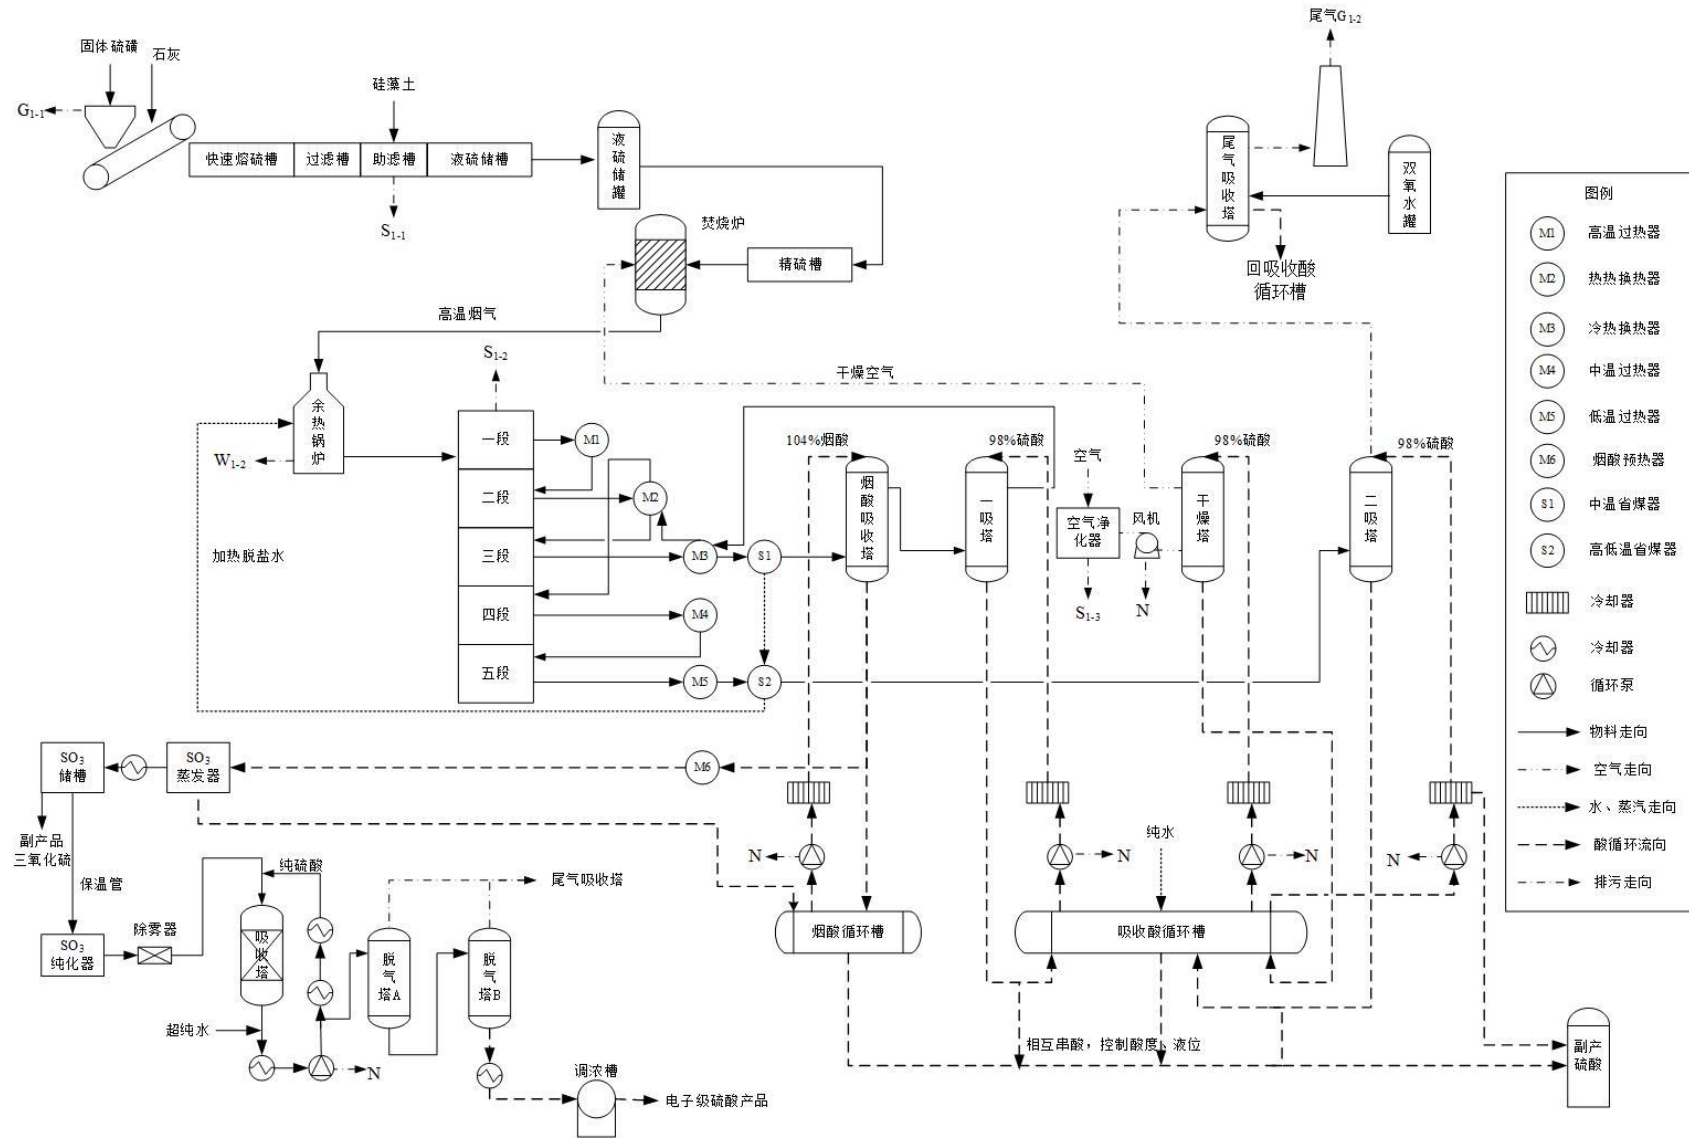 尾气G1-2
固体硫磺
石灰
G1-1
硅藻土
快速熔硫槽
过滤槽
助滤槽
液硫储槽
S1-1
液硫储罐
尾气吸收塔
双氧水罐
回吸收酸
循环槽
焚烧炉
精硫槽
高温烟气
S1-2
干燥空气
余热锅炉
W1-2
加热脱盐水
一段
二段
三段
四段
五段
M1
M2
M3
S1
M4
M5
S2
104%烟酸
烟酸吸收塔
98%硫酸
一吸塔
空气
空气净
化器
S1-3
风机
N
98%硫酸
干燥塔
98%硫酸
二吸塔
图例
M1
高温过热器
M2
热热换热器
M3
冷热换热器
M4
中温过热器
M5
低温过热器
M6
烟酸预热器
S1
中温省煤器
S2
高低温省煤器
冷却器
冷却器
循环泵
物料走向
空气走向
水、蒸汽走向
酸循环流向
排污走向
SO3
储槽
SO3
蒸发器
M6
副产品
三氧化硫
保温管
SO3
纯化器
除雾器
纯硫酸
吸收塔
超纯水
N
尾气吸收塔
脱气塔A
脱气塔B
调浓槽
电子级硫酸产品
N
烟酸循环槽
N
纯水
N
N
吸收酸循环槽
相互串酸，控制酸度、液位
副产
硫酸